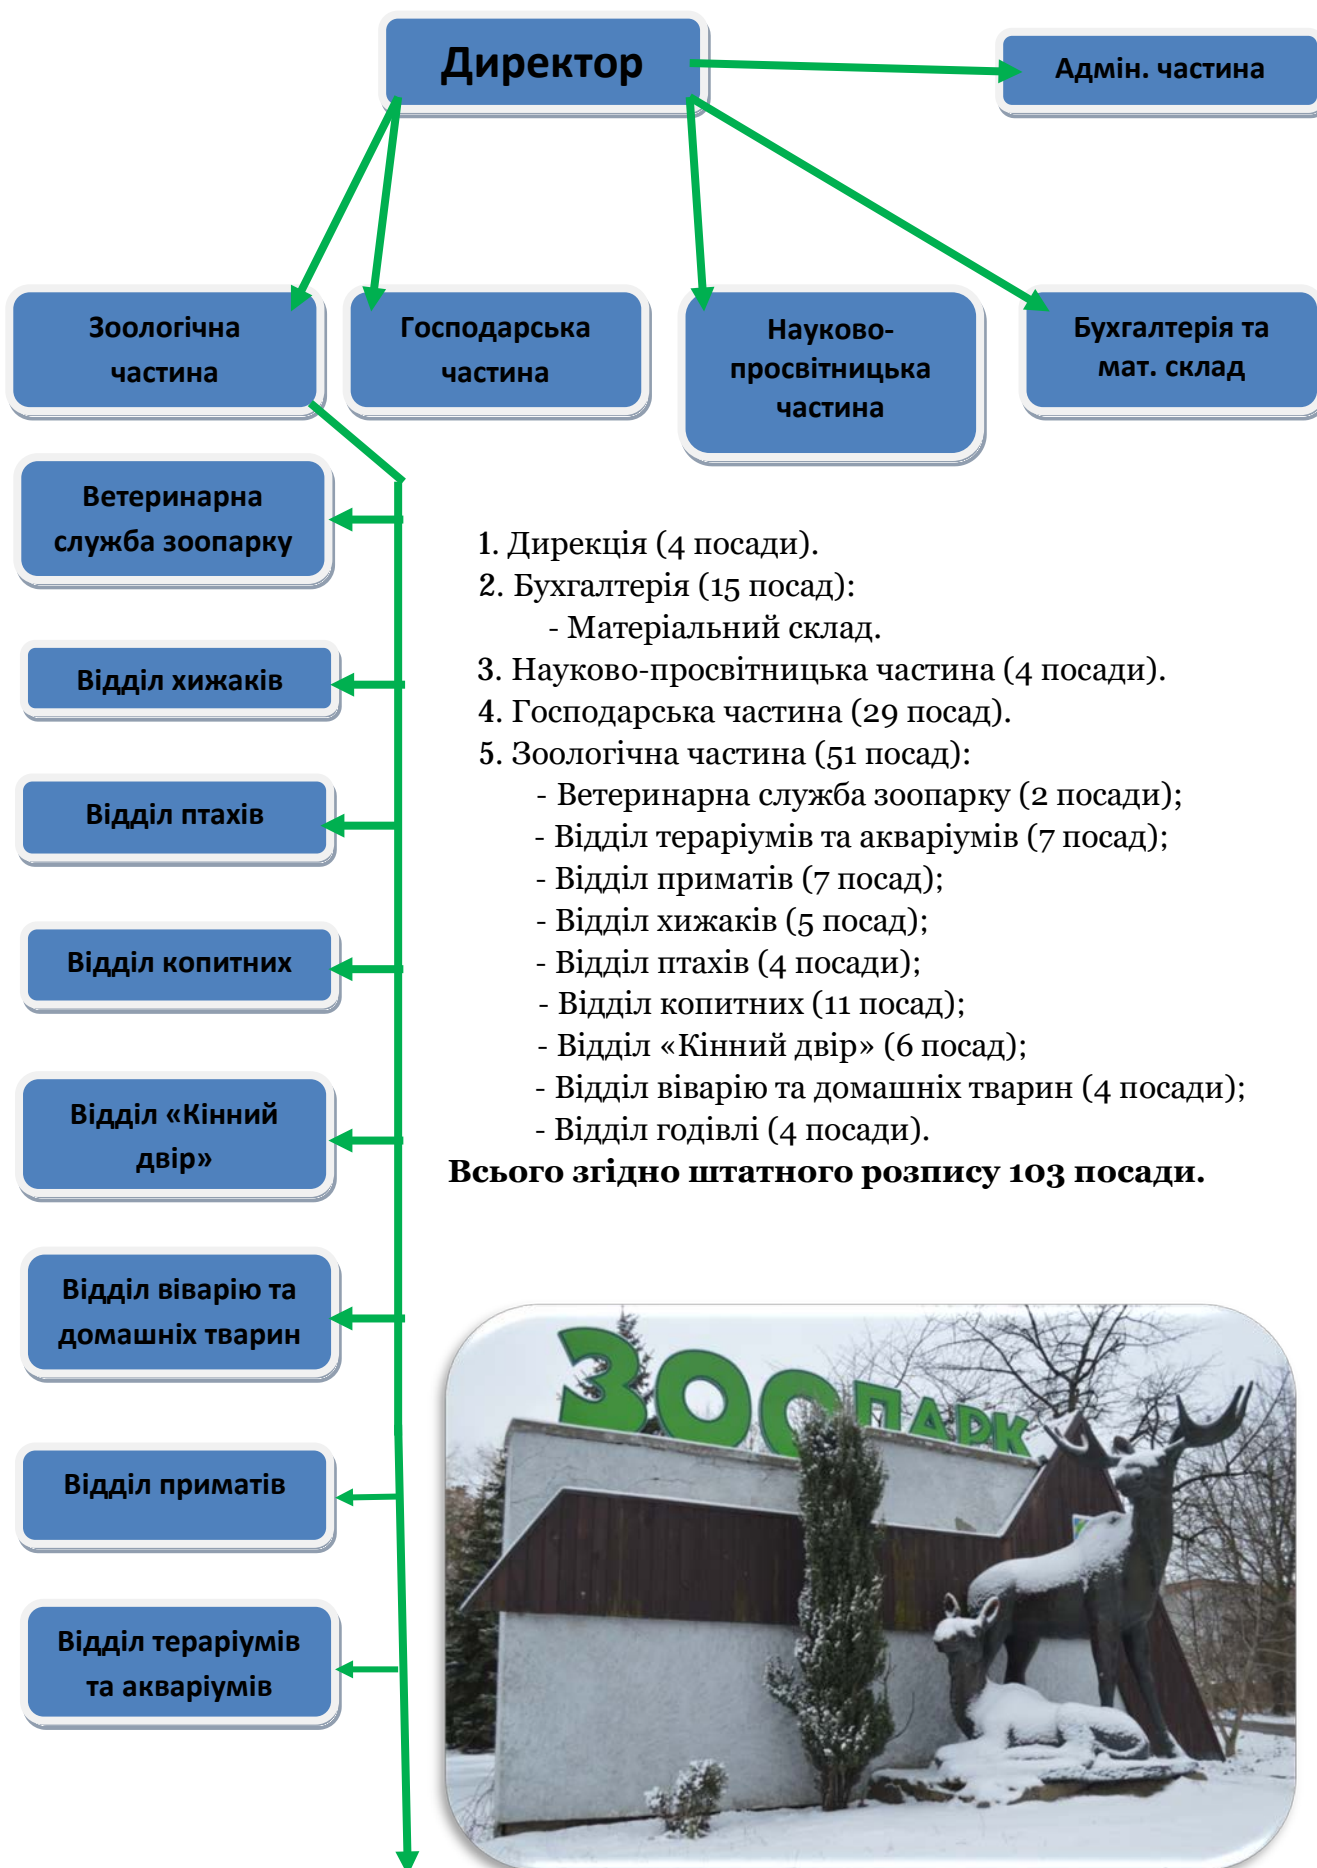 Директор
Адмін. частина
Зоологічна
частина
Господарська
частина
Науково-
просвітницька
частина
Бухгалтерія та
мат. склад
Ветеринарна
служба зоопарку
Відділ хижаків
Відділ птахів
Відділ копитних
Відділ «Кінний
двір»
Відділ віварію та
домашніх тварин
Відділ приматів
Відділ тераріумів
та акваріумів
1. Дирекція (4 посади).
2. Бухгалтерія (15 посад):
- Матеріальний склад.
3. Науково-просвітницька частина (4 посади).
4. Господарська частина (29 посад).
5. Зоологічна частина (51 посад):
- Ветеринарна служба зоопарку (2 посади);
- Відділ тераріумів та акваріумів (7 посад);
- Відділ приматів (7 посад);
- Відділ хижаків (5 посад);
- Відділ птахів (4 посади);
- Відділ копитних (11 посад);
- Відділ «Кінний двір» (6 посад);
- Відділ віварію та домашніх тварин (4 посади);
- Відділ годівлі (4 посади).
Всього згідно штатного розпису 103 посади.
ЗООПАРК